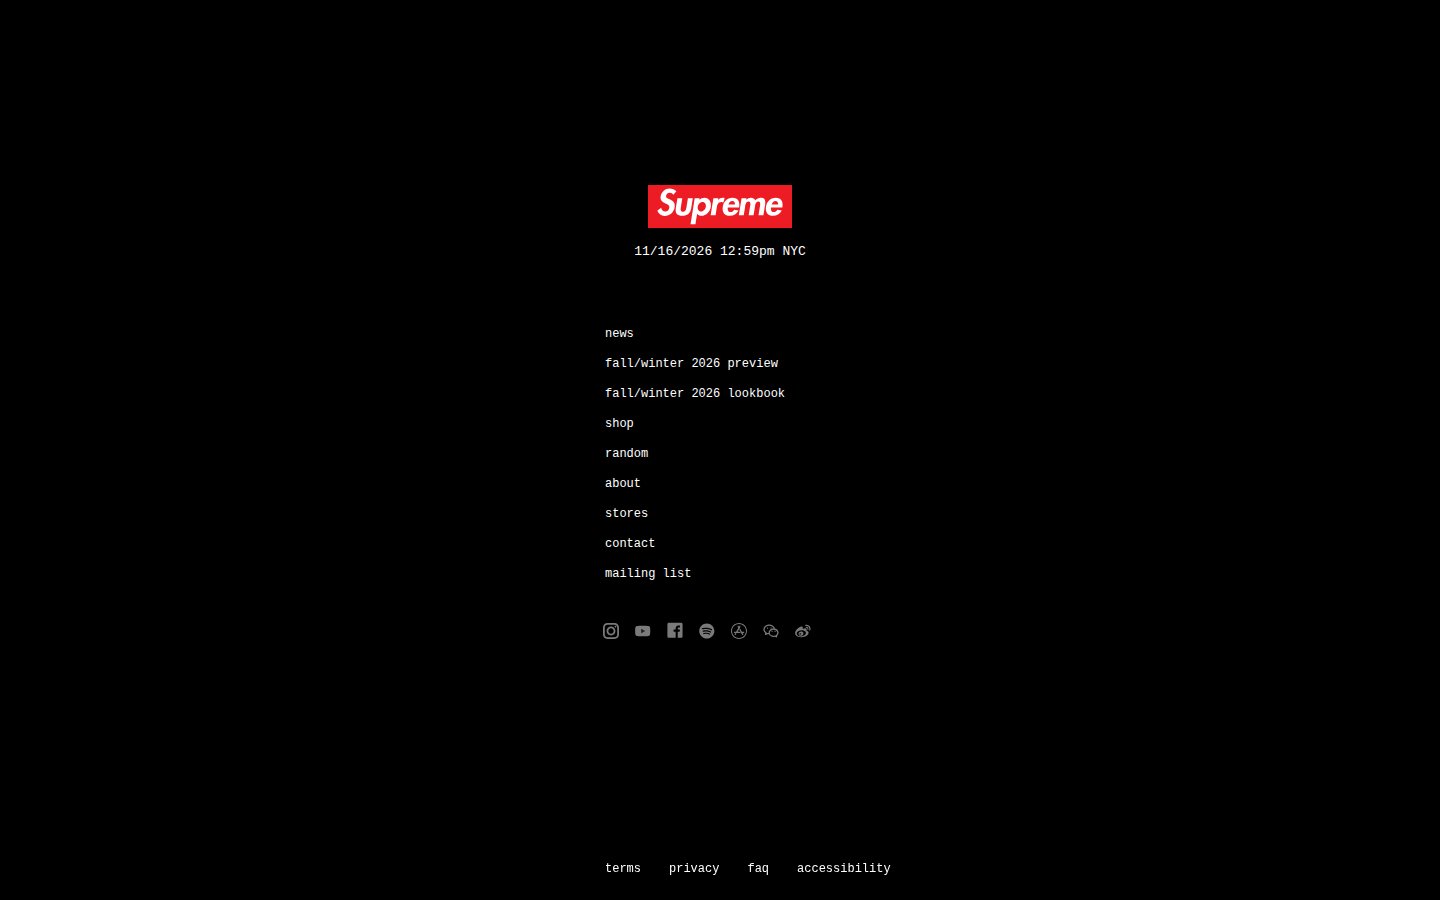 Supreme
11/16/2026 12:59pm NYC
news
fall/winter 2026 preview
fall/winter 2026 lookbook
shop
random
about
stores
contact
mailing list
terms privacy faq accessibility